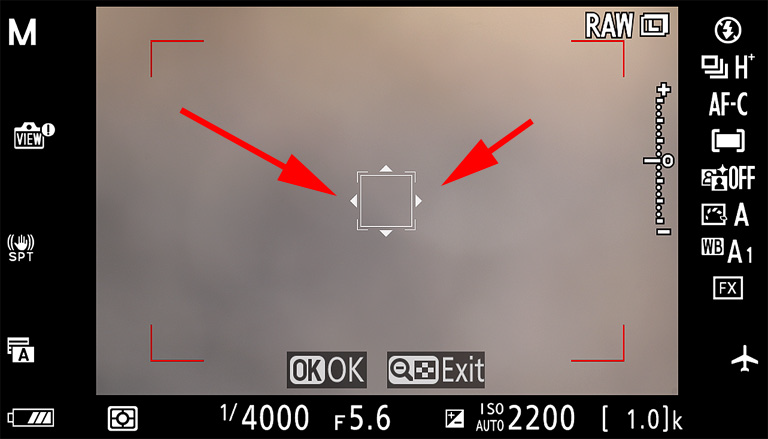 M
RAW L
VIEW!
H+
AF-C
OFF
A
WB A1
FX
SPT
A
OK OK
Exit
1/4000 F5.6 ISO AUTO 2200 [ 1.0]k